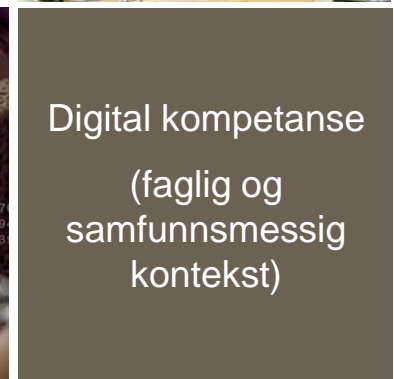 Digital kompetanse
(faglig og
samfunnsmessig
kontekst)